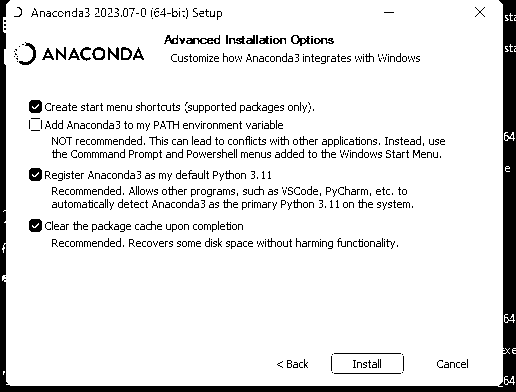 Anaconda3 2023.07-0 (64-bit) Setup
ANACONDA
Advanced Installation Options
Customize how Anaconda3 integrates with Windows
Create start menu shortcuts (supported packages only).
Add Anaconda3 to my PATH environment variable
NOT recommended. This can lead to conflicts with other applications. Instead, use
the Commmand Prompt and Powershell menus added to the Windows Start Menu.
Register Anaconda3 as my default Python 3.11
Recommended. Allows other programs, such as VSCode, PyCharm, etc. to
automatically detect Anaconda3 as the primary Python 3.11 on the system.
Clear the package cache upon completion
Recommended. Recovers some disk space without harming functionality.
< Back
Install
Cancel